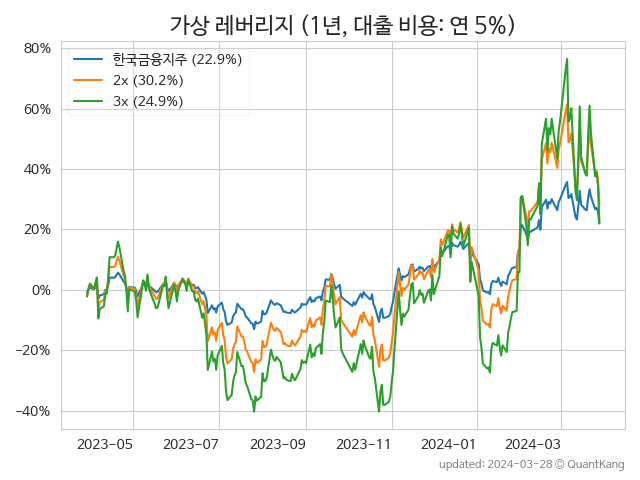 가상 레버리지 (1년, 대출 비용: 연 5%)
80%
60%
40%
20%
0%
−20%
−40%
한국금융지주 (22.9%)
2x (30.2%)
3x (24.9%)
2023−05
2023−07
2023−09
2023−11
2024−01
2024−03
updated: 2024-03-28 © QuantKang